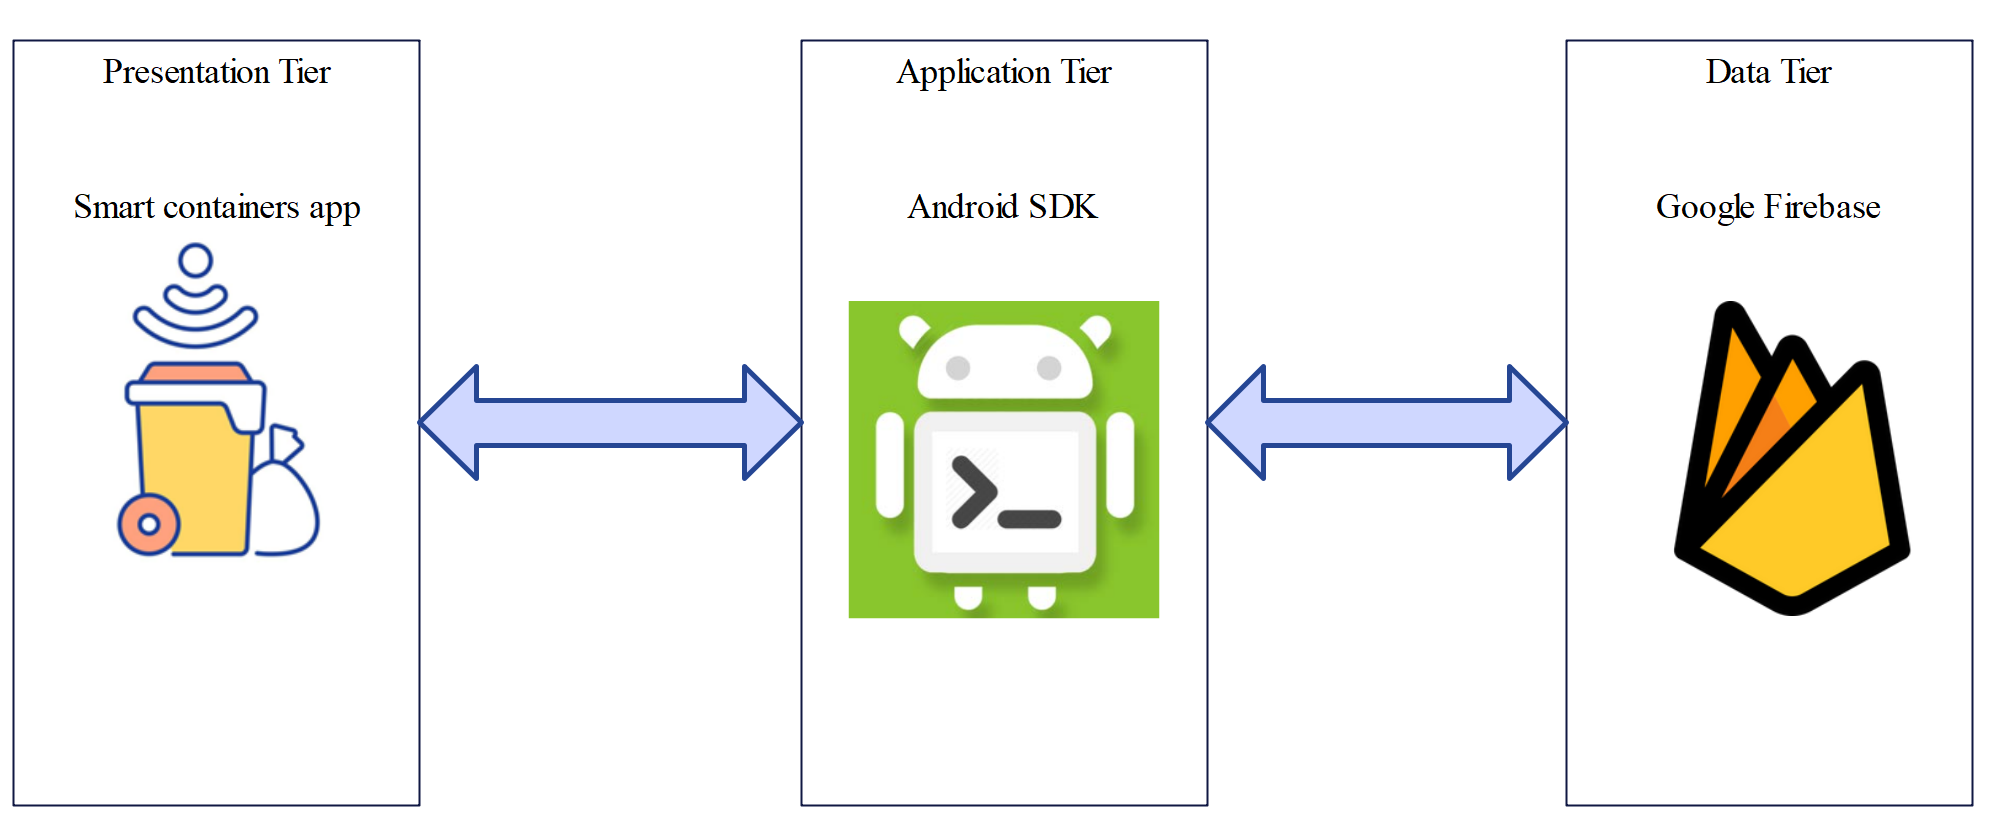 Presentation Tier
Smart containers app
Application Tier
Android SDK
Data Tier
Google Firebase